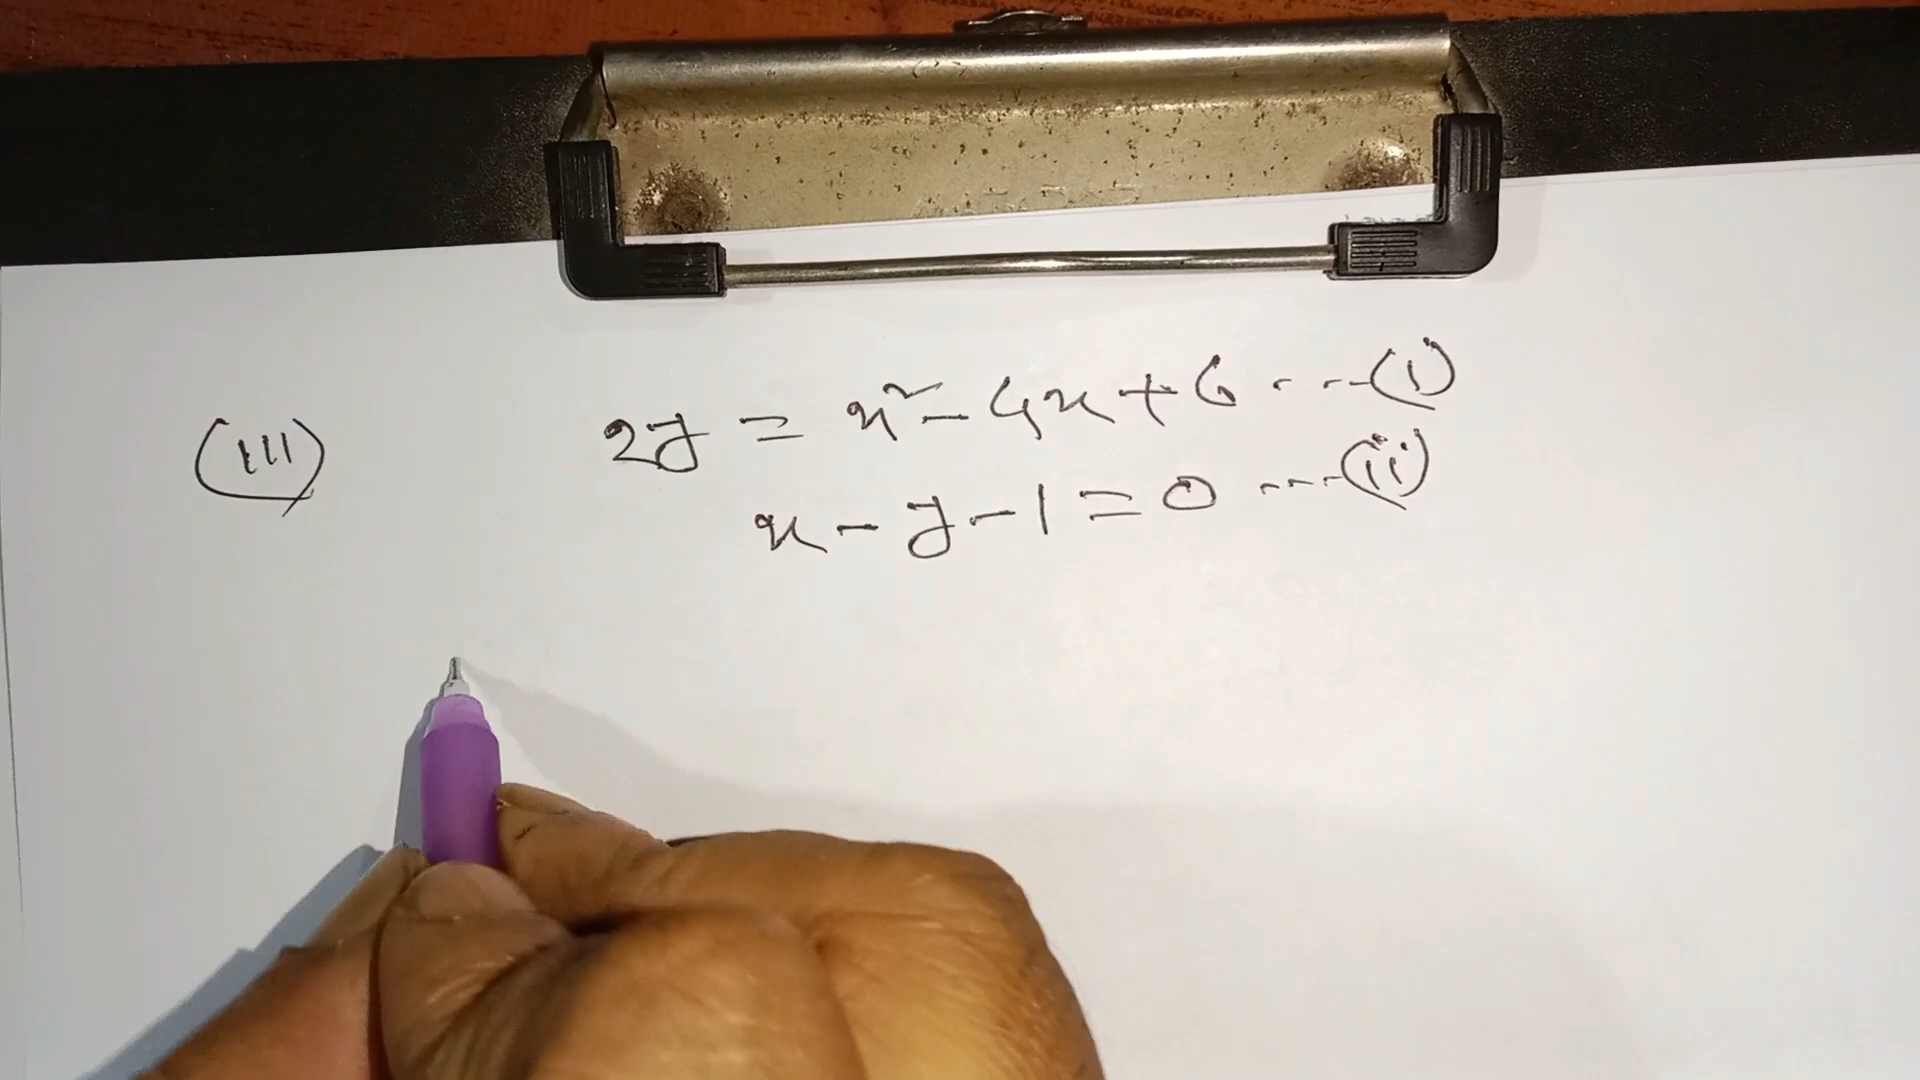 (III) 2y = x² - 4x + 6 ---(i)
x - y - 1 = 0 ---(ii)